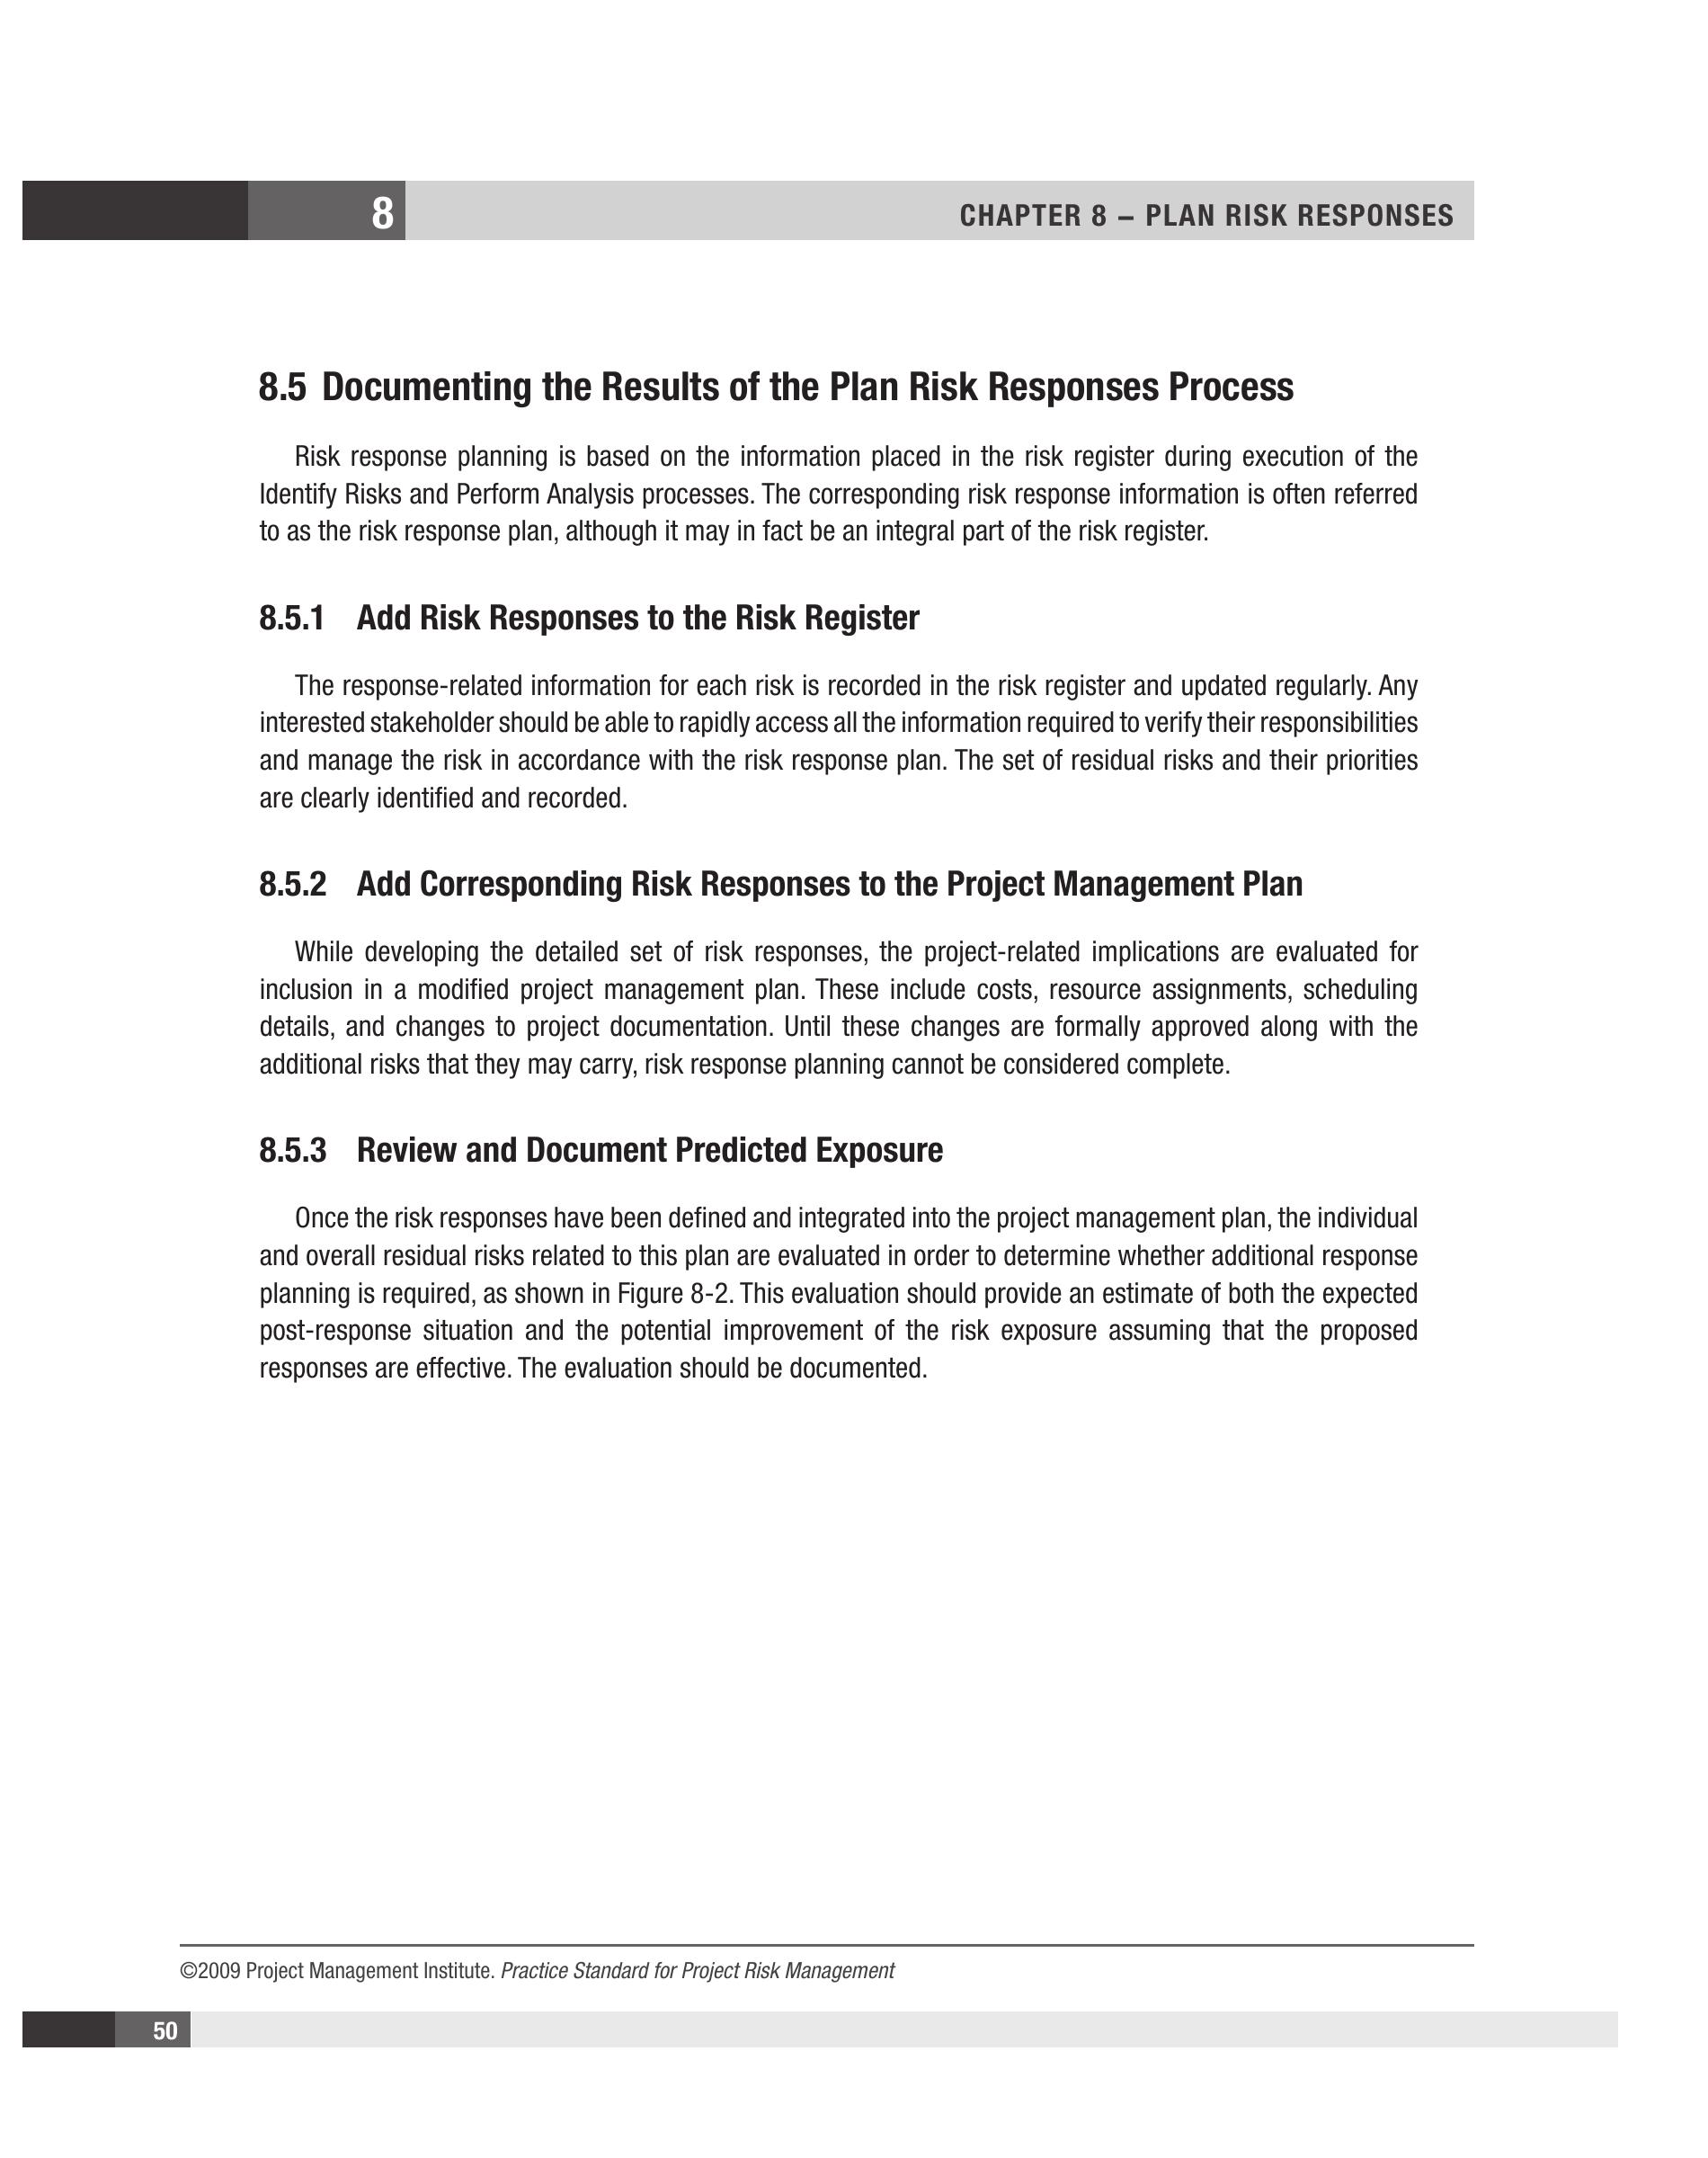 8
CHAPTER 8 – PLAN RISK RESPONSES
8.5 Documenting the Results of the Plan Risk Responses Process
Risk response planning is based on the information placed in the risk register during execution of the
Identify Risks and Perform Analysis processes. The corresponding risk response information is often referred
to as the risk response plan, although it may in fact be an integral part of the risk register.
8.5.1 Add Risk Responses to the Risk Register
The response-related information for each risk is recorded in the risk register and updated regularly. Any
interested stakeholder should be able to rapidly access all the information required to verify their responsibilities
and manage the risk in accordance with the risk response plan. The set of residual risks and their priorities
are clearly identified and recorded.
8.5.2 Add Corresponding Risk Responses to the Project Management Plan
While developing the detailed set of risk responses, the project-related implications are evaluated for
inclusion in a modified project management plan. These include costs, resource assignments, scheduling
details, and changes to project documentation. Until these changes are formally approved along with the
additional risks that they may carry, risk response planning cannot be considered complete.
8.5.3 Review and Document Predicted Exposure
Once the risk responses have been defined and integrated into the project management plan, the individual
and overall residual risks related to this plan are evaluated in order to determine whether additional response
planning is required, as shown in Figure 8-2. This evaluation should provide an estimate of both the expected
post-response situation and the potential improvement of the risk exposure assuming that the proposed
responses are effective. The evaluation should be documented.
©2009 Project Management Institute. Practice Standard for Project Risk Management
50